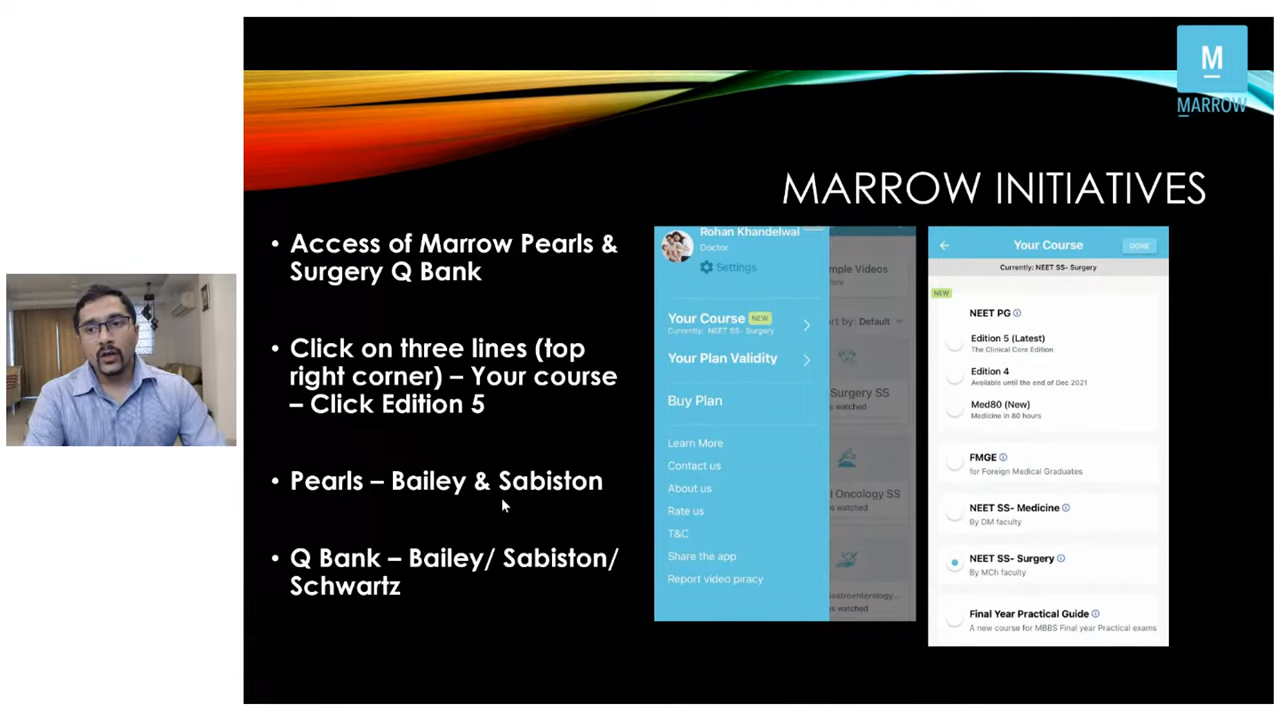 M
MARROW
MARROW INITIATIVES
Access of Marrow Pearls &
Surgery Q Bank
Click on three lines (top
right corner) – Your course
– Click Edition 5
Pearls – Bailey & Sabiston
Q Bank – Bailey/ Sabiston/
Schwartz
Rohan Khandelwal
Doctor
Settings
Your Course NEW
Currently: NEET SS- Surgery
Your Plan Validity
Buy Plan
Learn More
Contact us
About us
Rate us
T&C
Share the app
Report video piracy
mple Videos
ort by: Default
Surgery SS
s watched
l Oncology SS
s watched
astroenterology...
s watched
Your Course DONE
Currently: NEET SS- Surgery
NEW
NEET PG
Edition 5 (Latest)
The Clinical Core Edition
Edition 4
Available until the end of Dec 2021
Med80 (New)
Medicine in 80 hours
FMGE
for Foreign Medical Graduates
NEET SS- Medicine
By DM faculty
NEET SS- Surgery
By MCh faculty
Final Year Practical Guide
A new course for MBBS Final year Practical exams